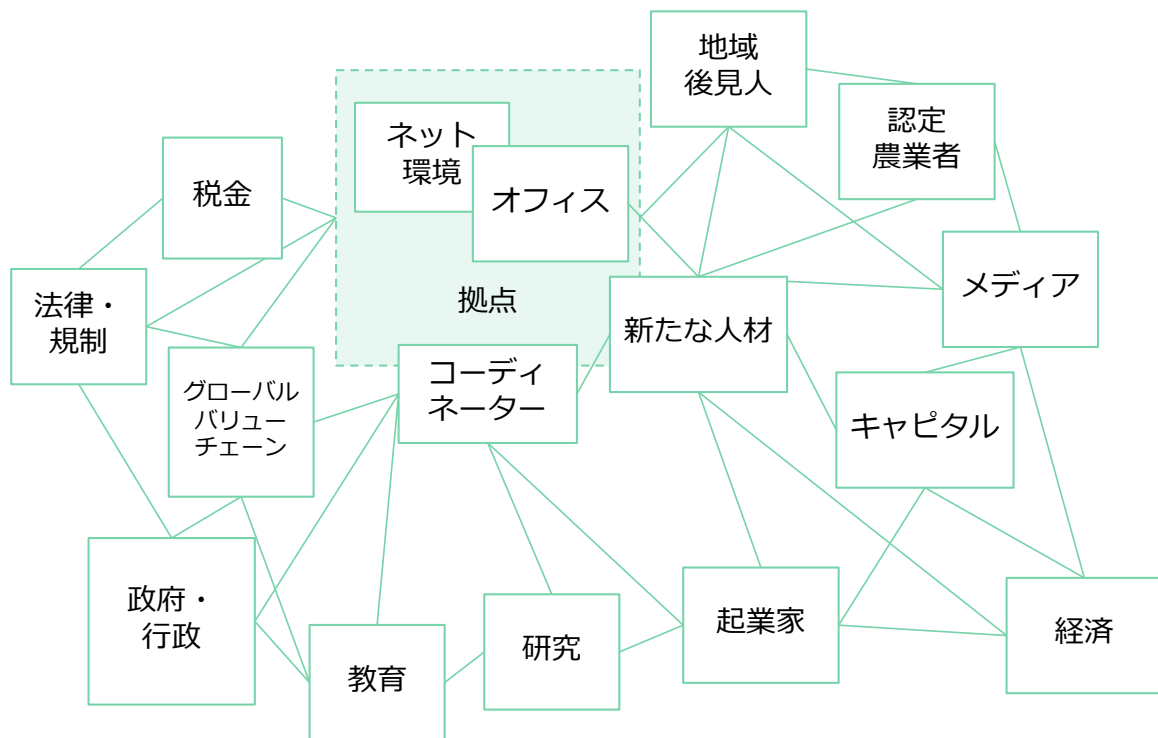 地域
後見人
認定
農業者
ネット
環境
オフィス
税金
メディア
法律・
規制
拠点
新たな人材
グローバル
バリュー
チェーン
コーディ
ネーター
キャピタル
政府・
行政
教育
研究
起業家
経済